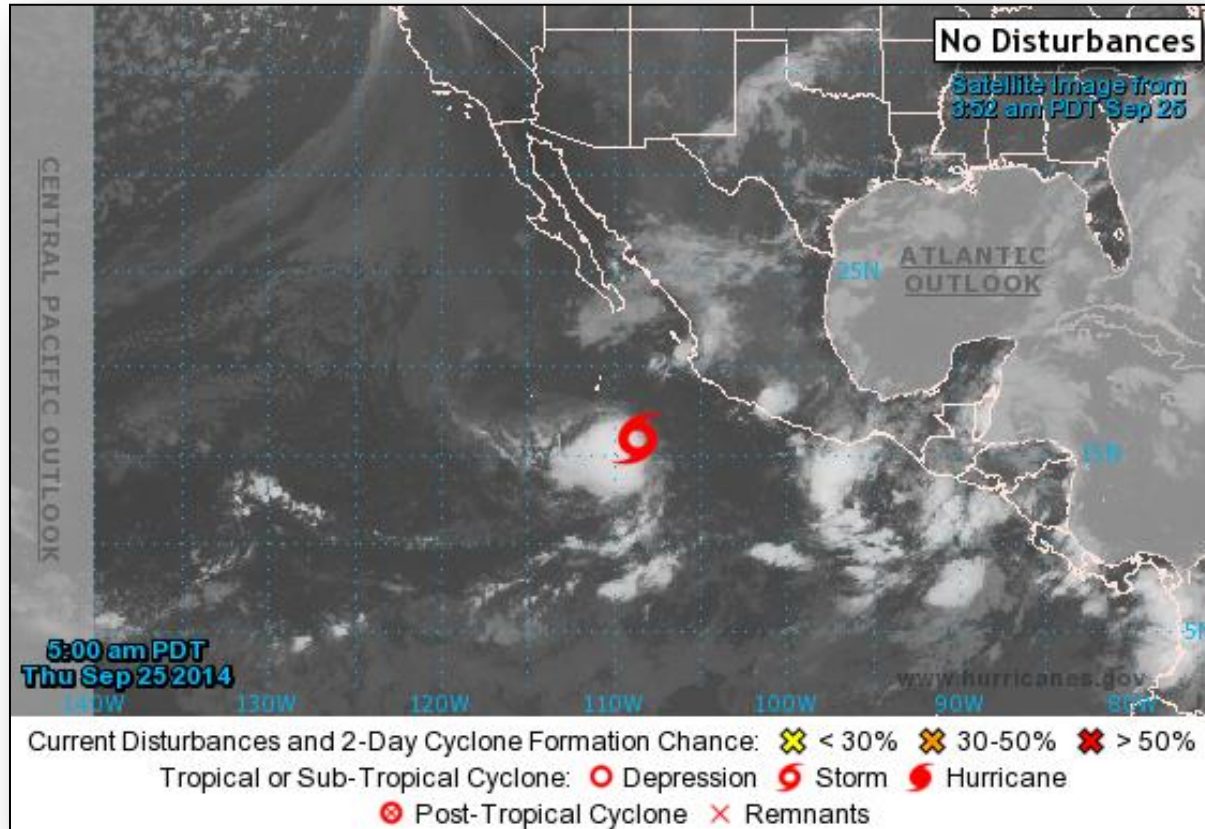 No Disturbances
Satellite Image from
3:52 am PDT Sep 25
CENTRAL PACIFIC OUTLOOK
ATLANTIC
OUTLOOK
25N
15N
5N
5:00 am PDT
Thu Sep 25 2014
www.hurricanes.gov
140W 130W 120W 110W 100W 90W 80W
Current Disturbances and 2-Day Cyclone Formation Chance: < 30% 30-50% > 50%
Tropical or Sub-Tropical Cyclone: Depression Storm Hurricane
Post-Tropical Cyclone Remnants